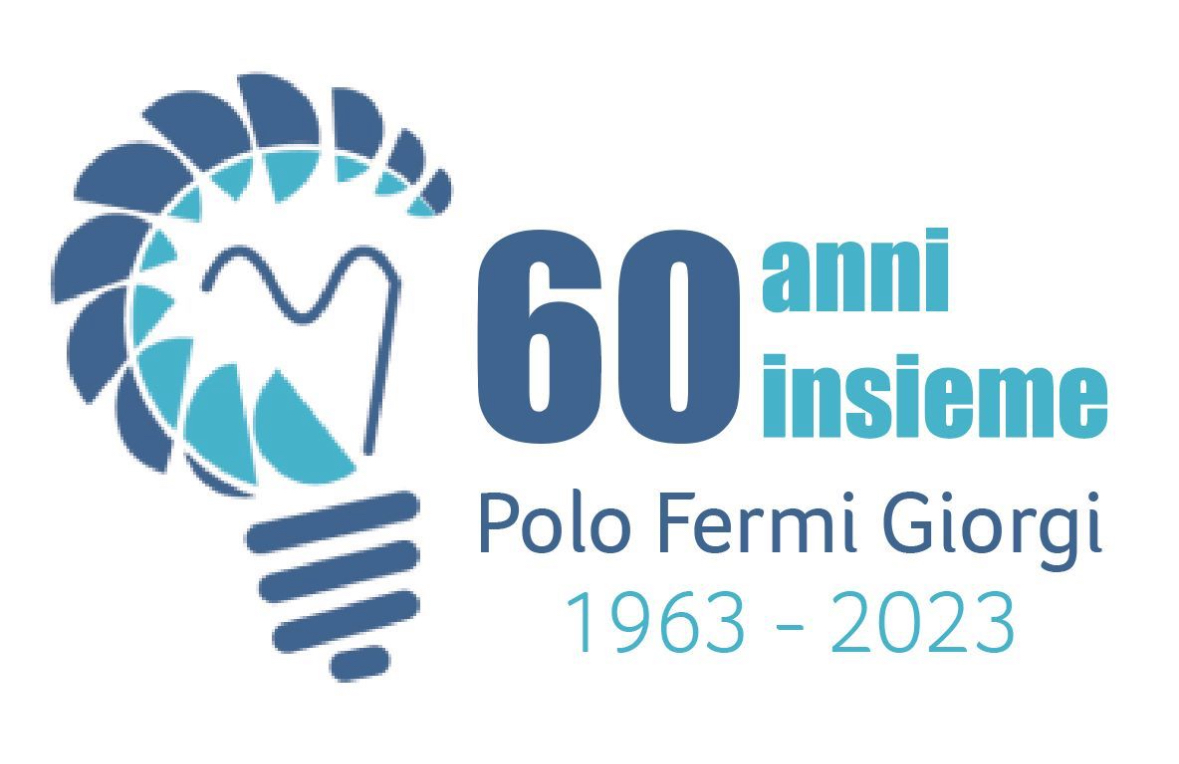 60 anni
insieme
Polo Fermi Giorgi
1963 - 2023